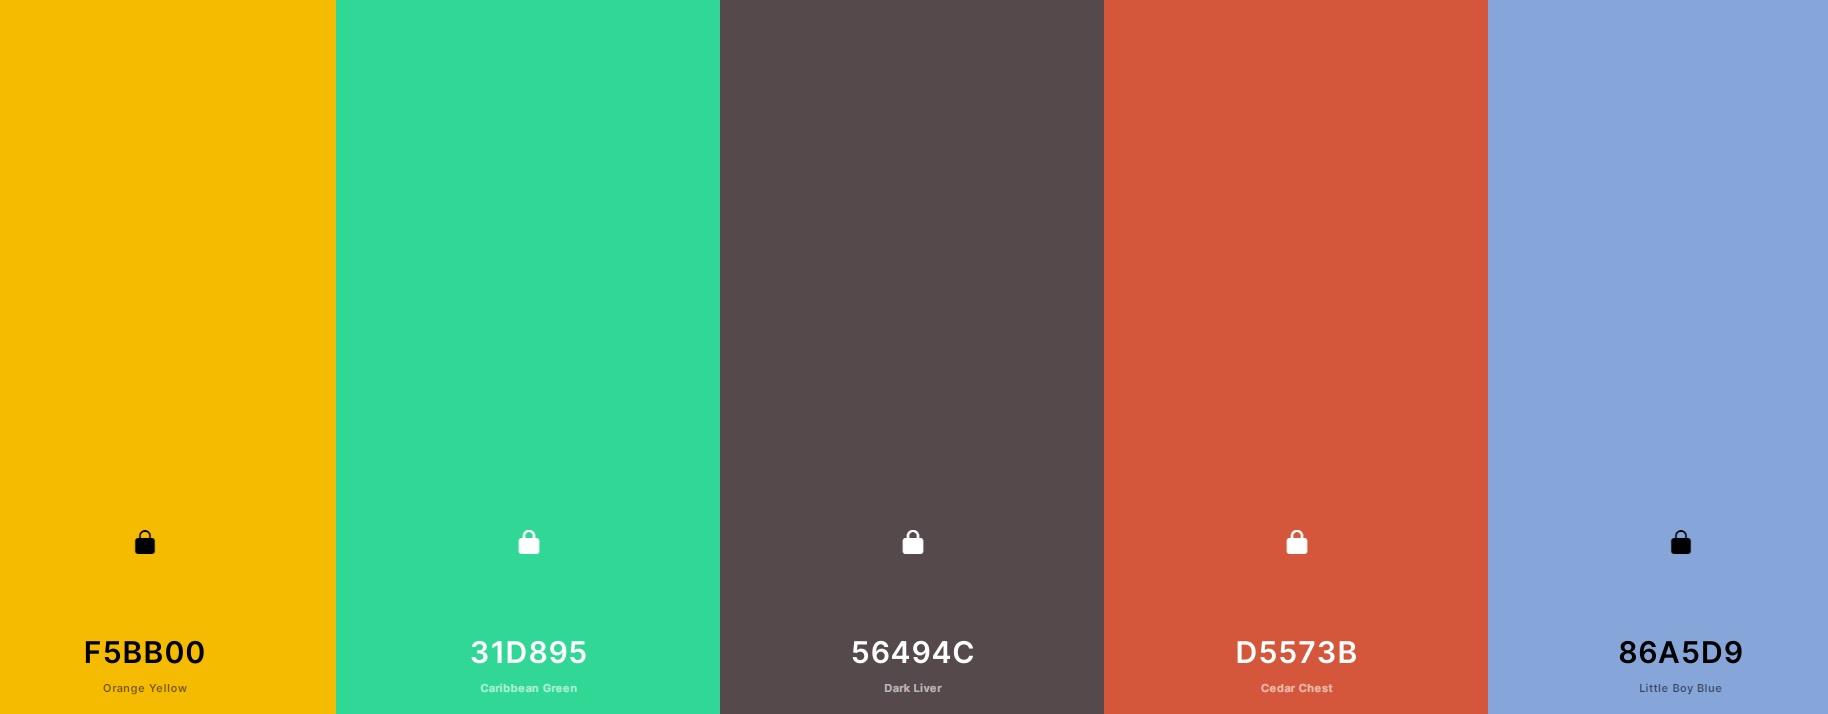 F5BB00
Orange Yellow
31D895
Caribbean Green
56494C
Dark Liver
D5573B
Cedar Chest
86A5D9
Little Boy Blue